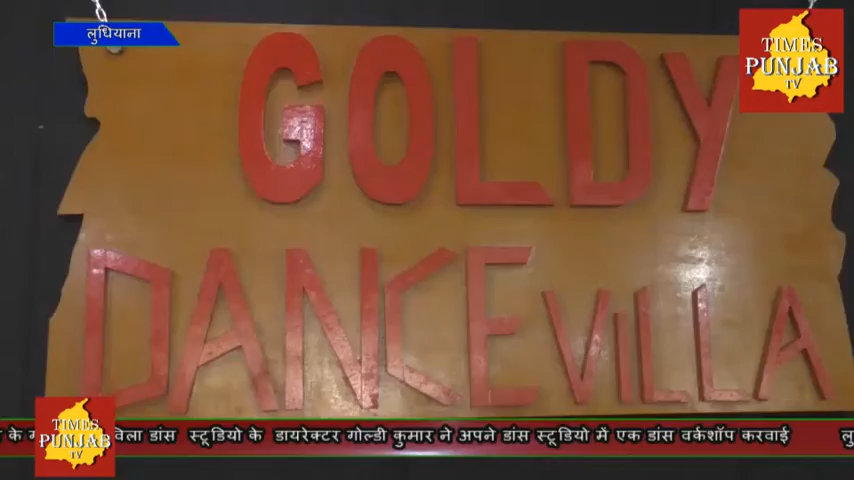 लुधियाना
TIMES
PUNJAB
TV
GOLDY
DANCE VILLA
TIMES
PUNJAB
TV
के विला डांस स्टूडियो के डायरेक्टर गोल्डी कुमार ने अपने डांस स्टूडियो में एक डांस वर्कशॉप करवाई